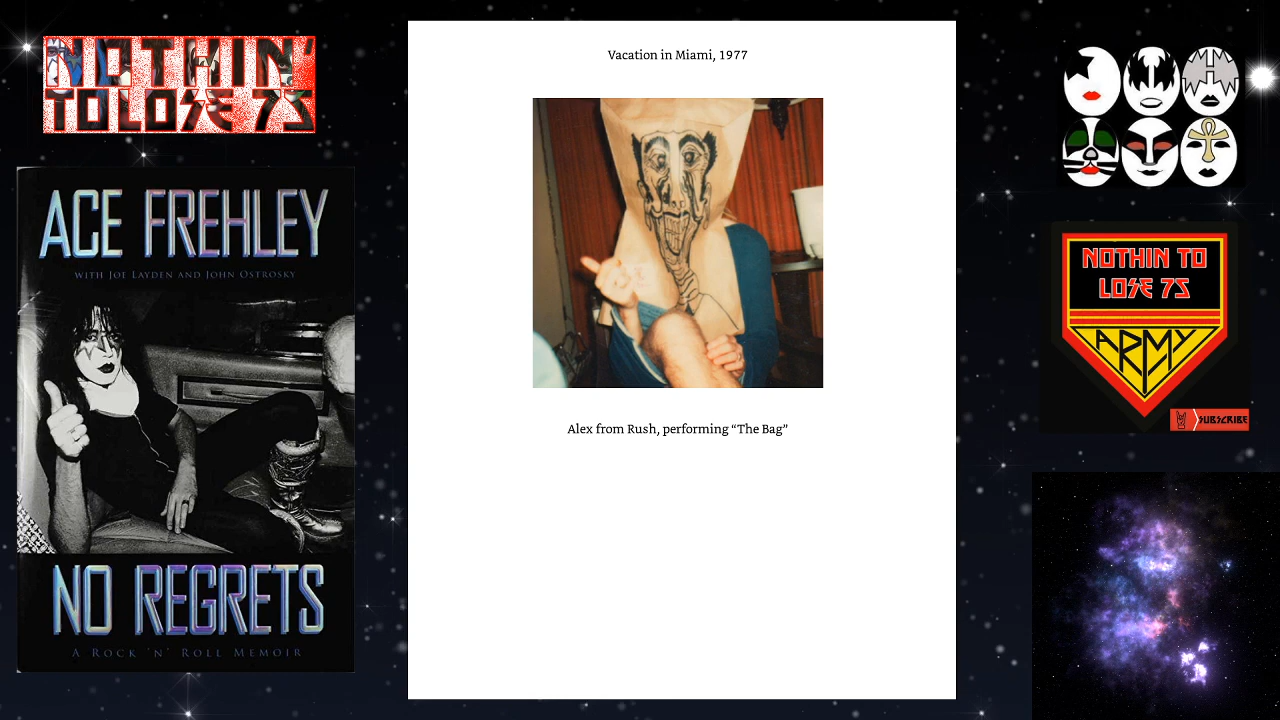 NOTHIN'
TO LOSE 75
ACE FREHLEY
WITH JOE LAYDEN AND JOHN OSTROSKY
NO REGRETS
A ROCK 'N' ROLL MEMOIR
Vacation in Miami, 1977
Alex from Rush, performing “The Bag”
NOTHIN TO
LOSE 75
ARMY
SUBSCRIBE